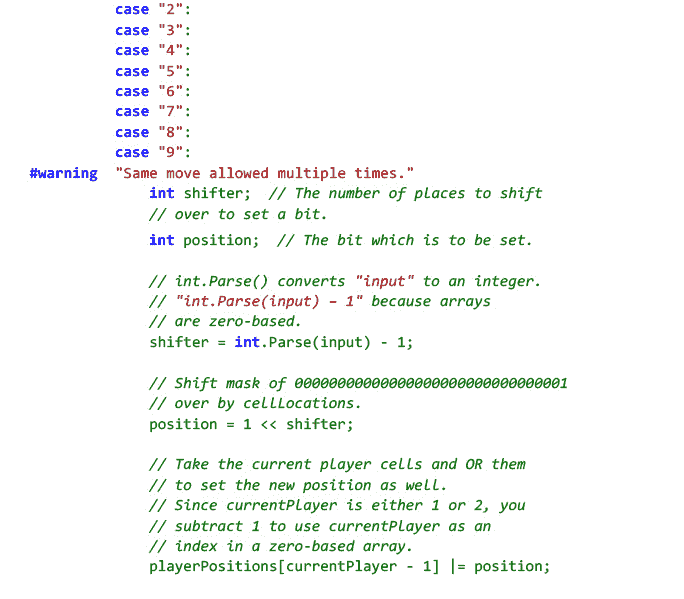 case "2":
case "3":
case "4":
case "5":
case "6":
case "7":
case "8":
case "9":
#warning "Same move allowed multiple times."
int shifter; // The number of places to shift
// over to set a bit.
int position; // The bit which is to be set.
// int.Parse() converts "input" to an integer.
// "int.Parse(input) – 1" because arrays
// are zero-based.
shifter = int.Parse(input) - 1;
// Shift mask of 00000000000000000000000000000001
// over by cellLocations.
position = 1 << shifter;
// Take the current player cells and OR them
// to set the new position as well.
// Since currentPlayer is either 1 or 2, you
// subtract 1 to use currentPlayer as an
// index in a zero-based array.
playerPositions[currentPlayer - 1] |= position;